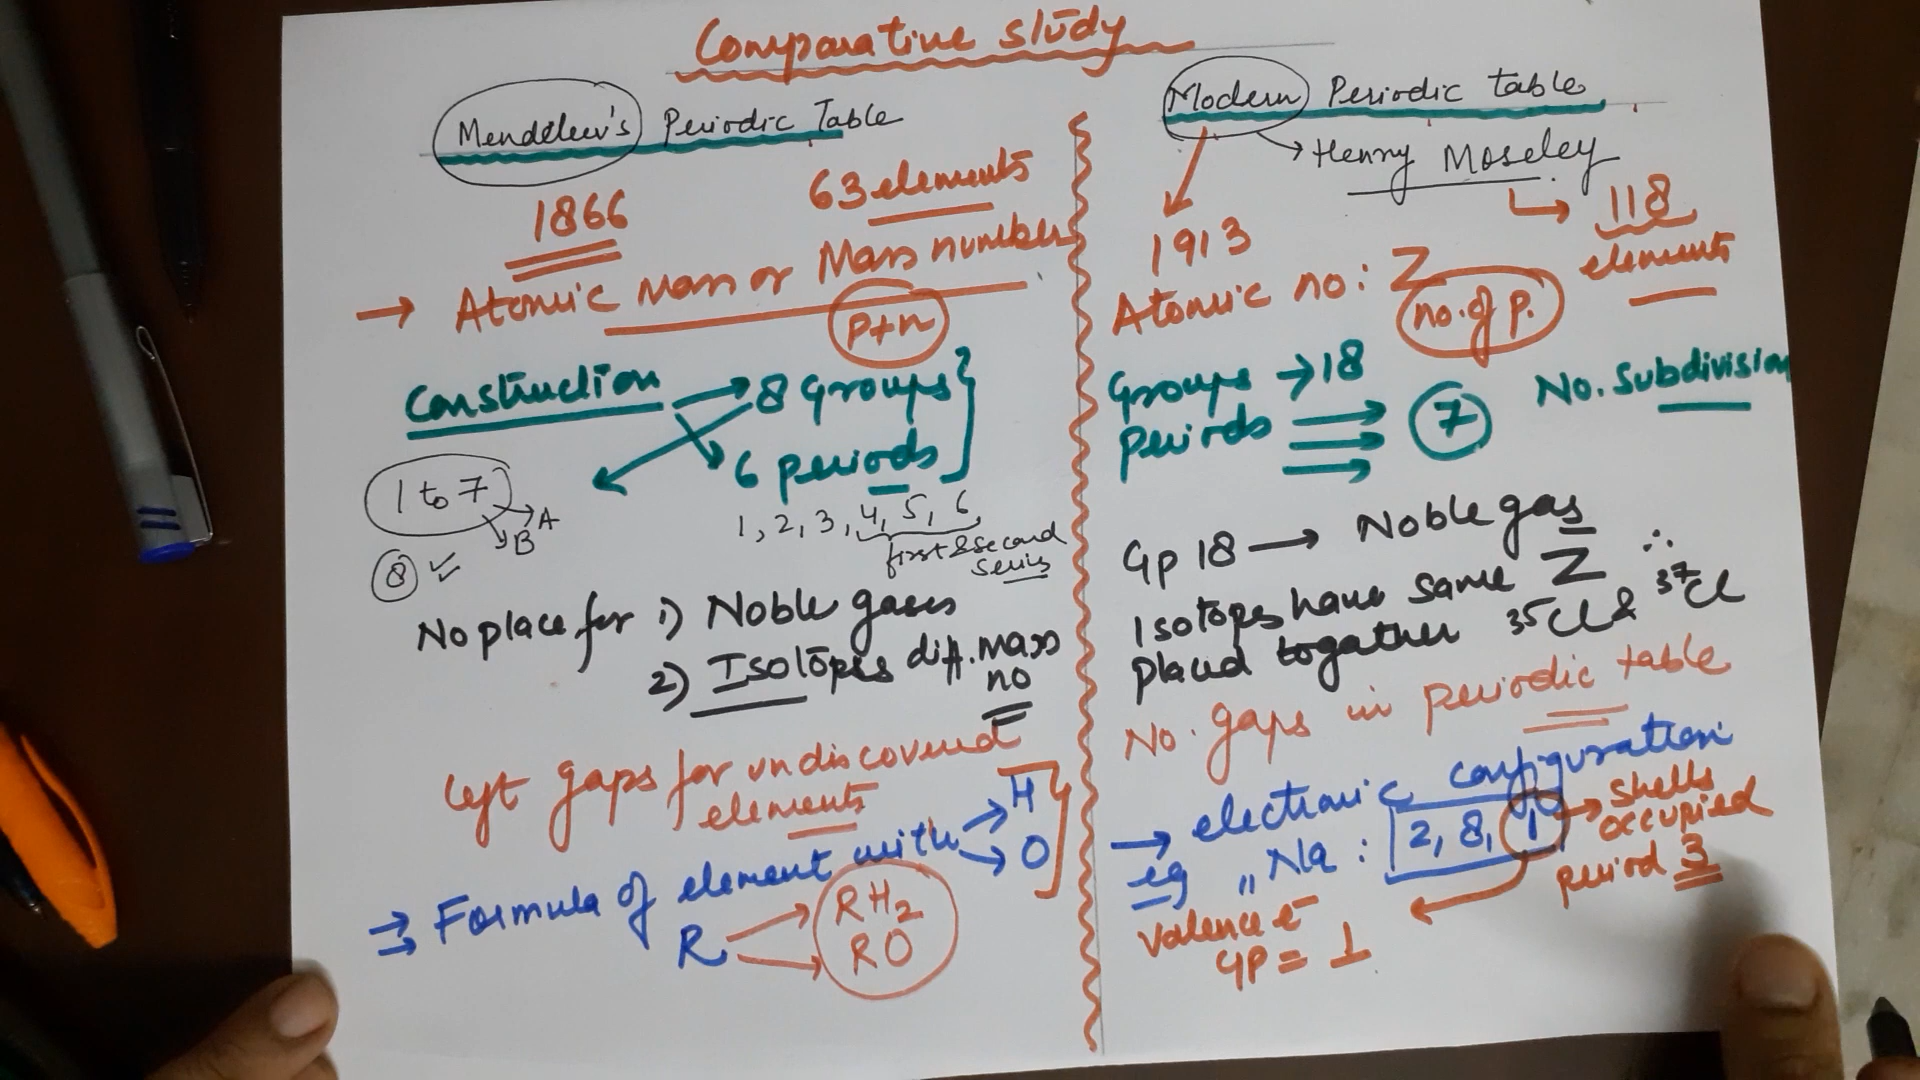 Comparative study
Mendeleev's Periodic Table
1866
63 elements
→ Atomic Mass or Mass number
p+n
Construction → 8 Groups
6 periods
1 to 7
A
B
8
1, 2, 3, 4, 5, 6
first & second
series
No place for 1) Noble gases
2) Isotopes diff. mass
no
Left gaps for undiscovered
elements
⇒ Formula of element with → H
→ O
R
RH₂
RO
Modern Periodic table
→ Henry Moseley
1913
→ 118
elements
Atomic no: Z
no. of p.
Groups → 18
Periods → 7
No. Subdivision
Gp 18 → Noble gas
Isotopes have same Z ∴
placed together ³⁵Cl & ³⁷Cl
No. gaps in periodic table
→ electronic configuration
eg ₁₁Na : 2, 8, 1 → shells
occupied
period 3
valence e⁻
GP = 1